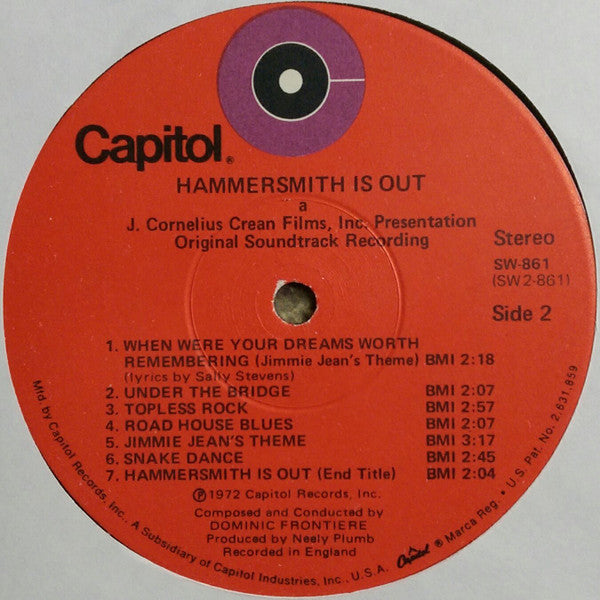 Capitol®
HAMMERSMITH IS OUT
a
J. Cornelius Crean Films, Inc. Presentation
Original Soundtrack Recording
Stereo
SW-861
(SW2-861)
Side 2
1. WHEN WERE YOUR DREAMS WORTH
REMEMBERING (Jimmie Jean's Theme) BMI 2:18
(lyrics by Sally Stevens)
2. UNDER THE BRIDGE BMI 2:07
3. TOPLESS ROCK BMI 2:57
4. ROAD HOUSE BLUES BMI 2:07
5. JIMMIE JEAN'S THEME BMI 3:17
6. SNAKE DANCE BMI 2:45
7. HAMMERSMITH IS OUT (End Title) BMI 2:04
℗1972 Capitol Records, Inc.
Composed and Conducted by
DOMINIC FRONTIERE
Produced by Neely Plumb
Recorded in England
Mfd. by Capitol Records, Inc., A Subsidiary of Capitol Industries, Inc., U.S.A. Capitol ® Marca Reg. • U.S. Pat. No. 2,631,859